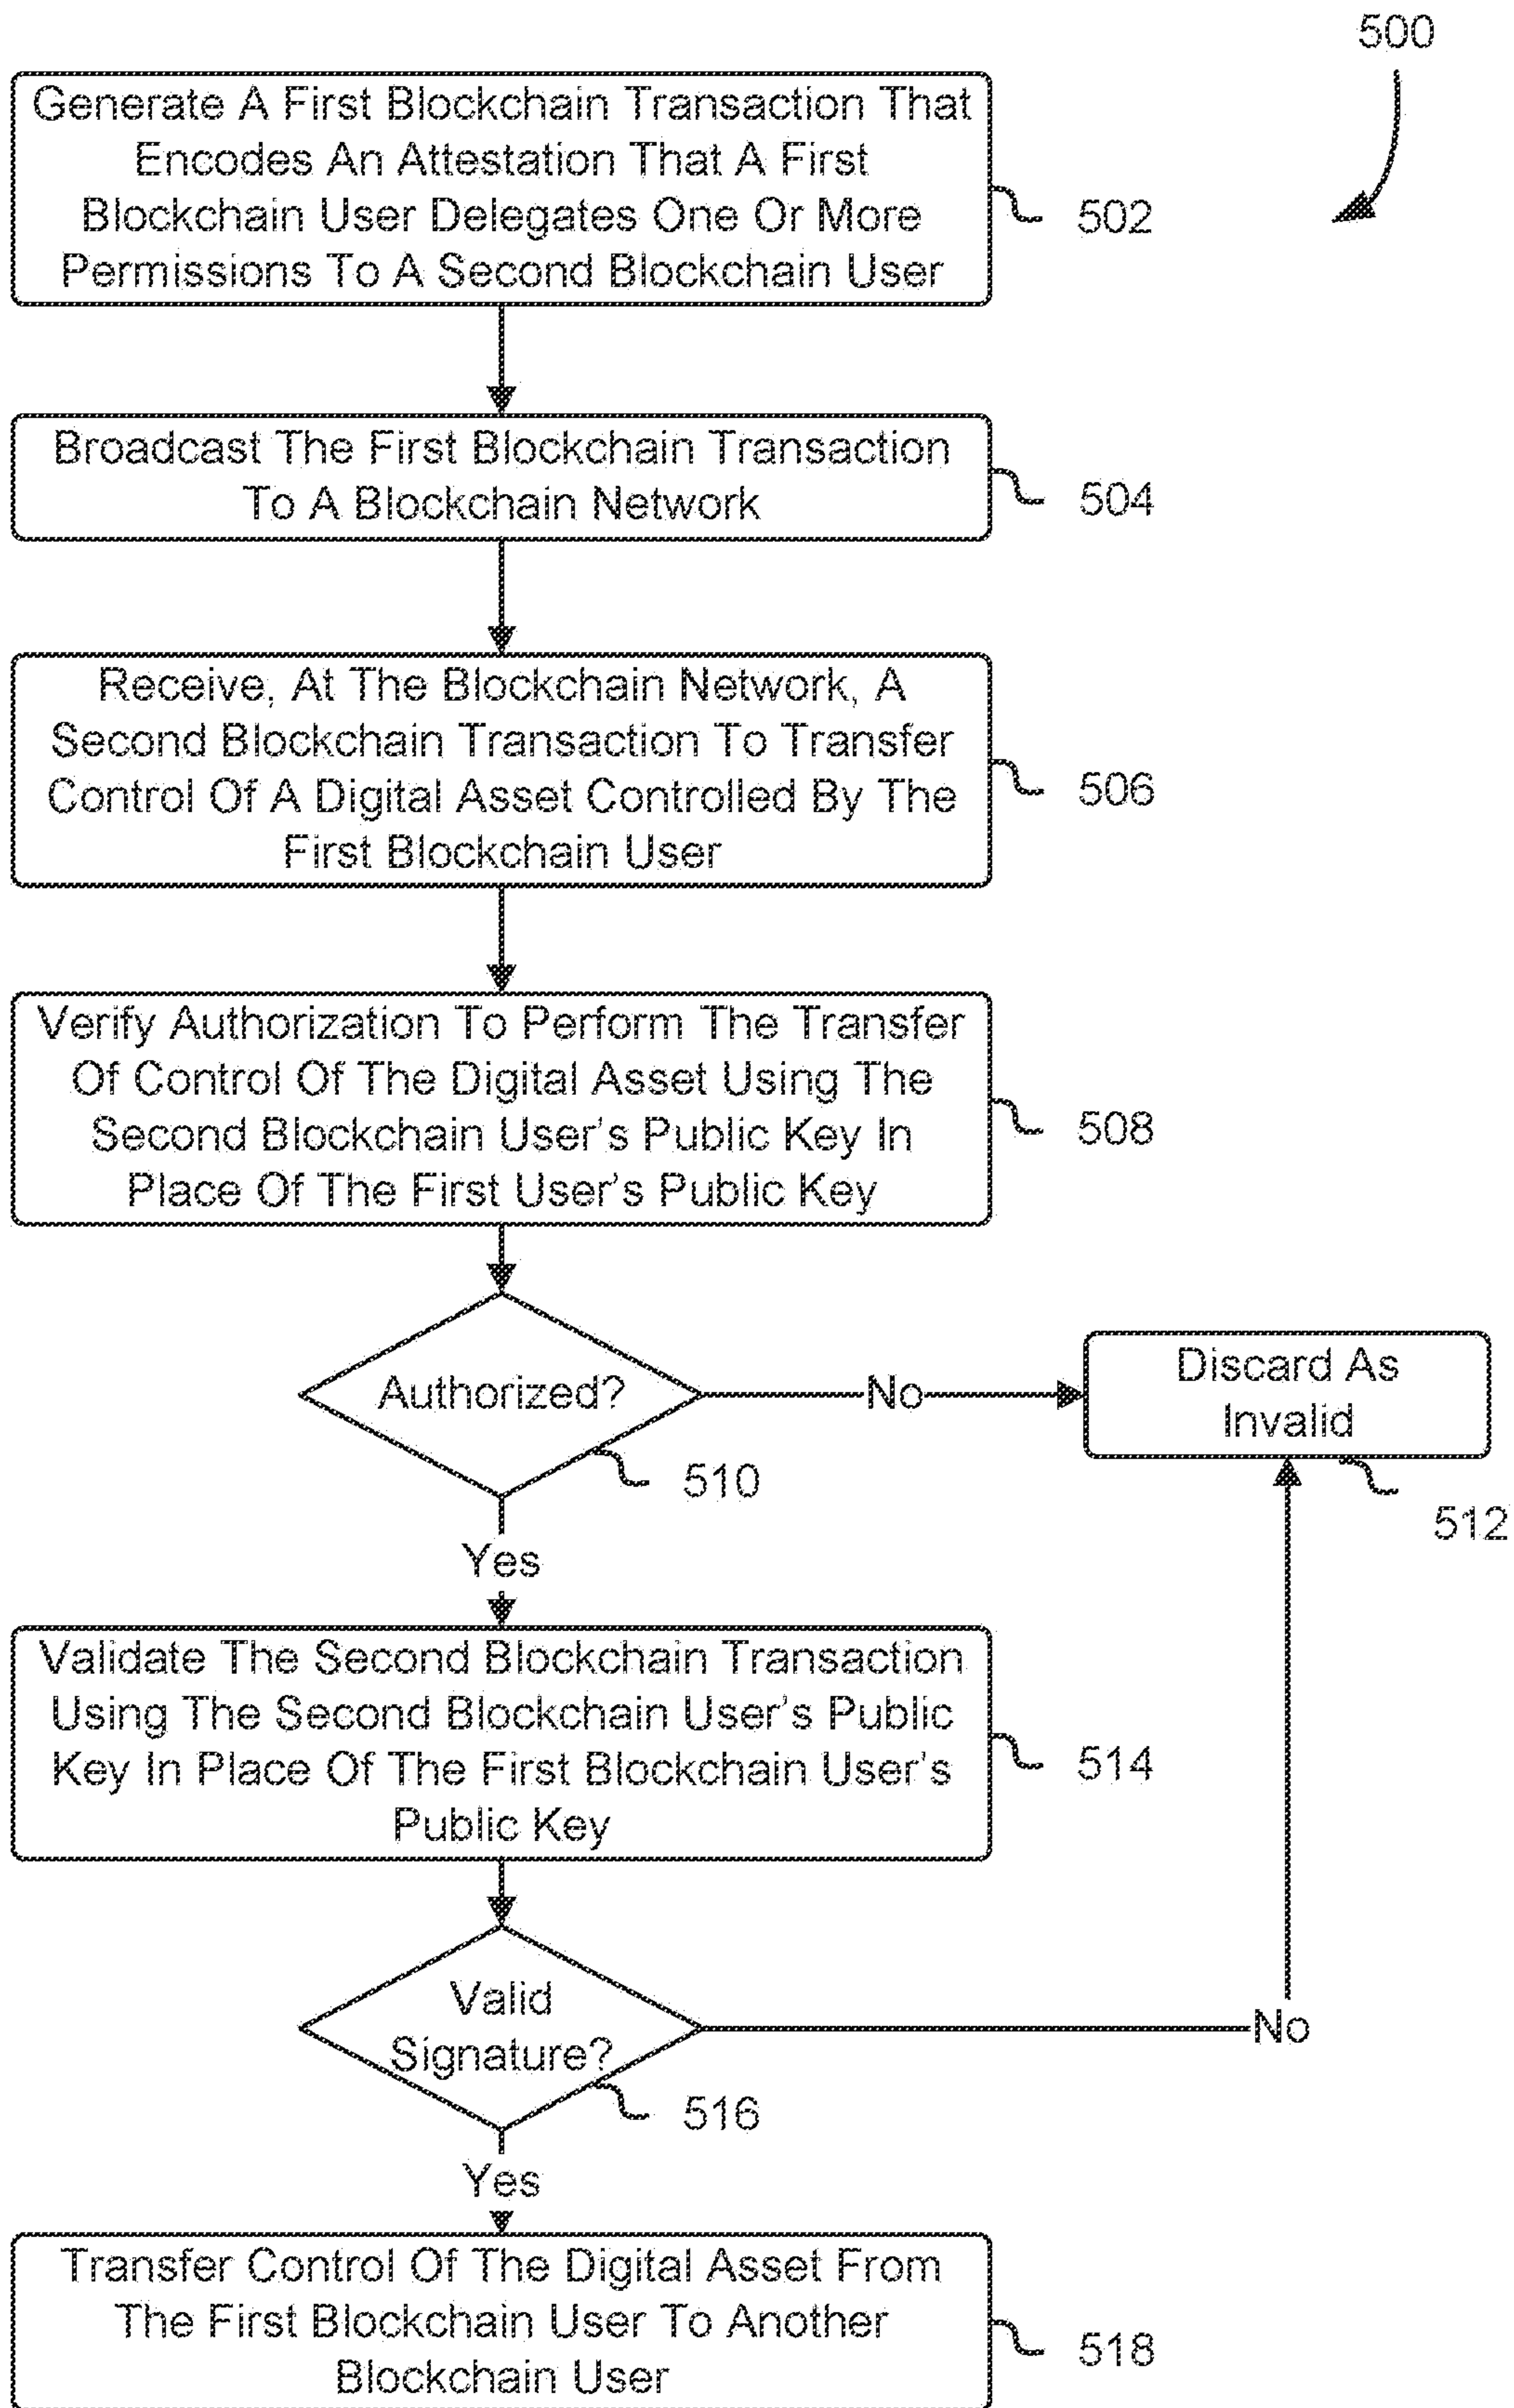 500
Generate A First Blockchain Transaction That
Encodes An Attestation That A First
Blockchain User Delegates One Or More
Permissions To A Second Blockchain User
502
Broadcast The First Blockchain Transaction
To A Blockchain Network
504
Receive, At The Blockchain Network, A
Second Blockchain Transaction To Transfer
Control Of A Digital Asset Controlled By The
First Blockchain User
506
Verify Authorization To Perform The Transfer
Of Control Of The Digital Asset Using The
Second Blockchain User's Public Key In
Place Of The First User's Public Key
508
Authorized?
No
Discard As
Invalid
510
512
Yes
Validate The Second Blockchain Transaction
Using The Second Blockchain User's Public
Key In Place Of The First Blockchain User's
Public Key
514
Valid
Signature?
No
516
Yes
Transfer Control Of The Digital Asset From
The First Blockchain User To Another
Blockchain User
518